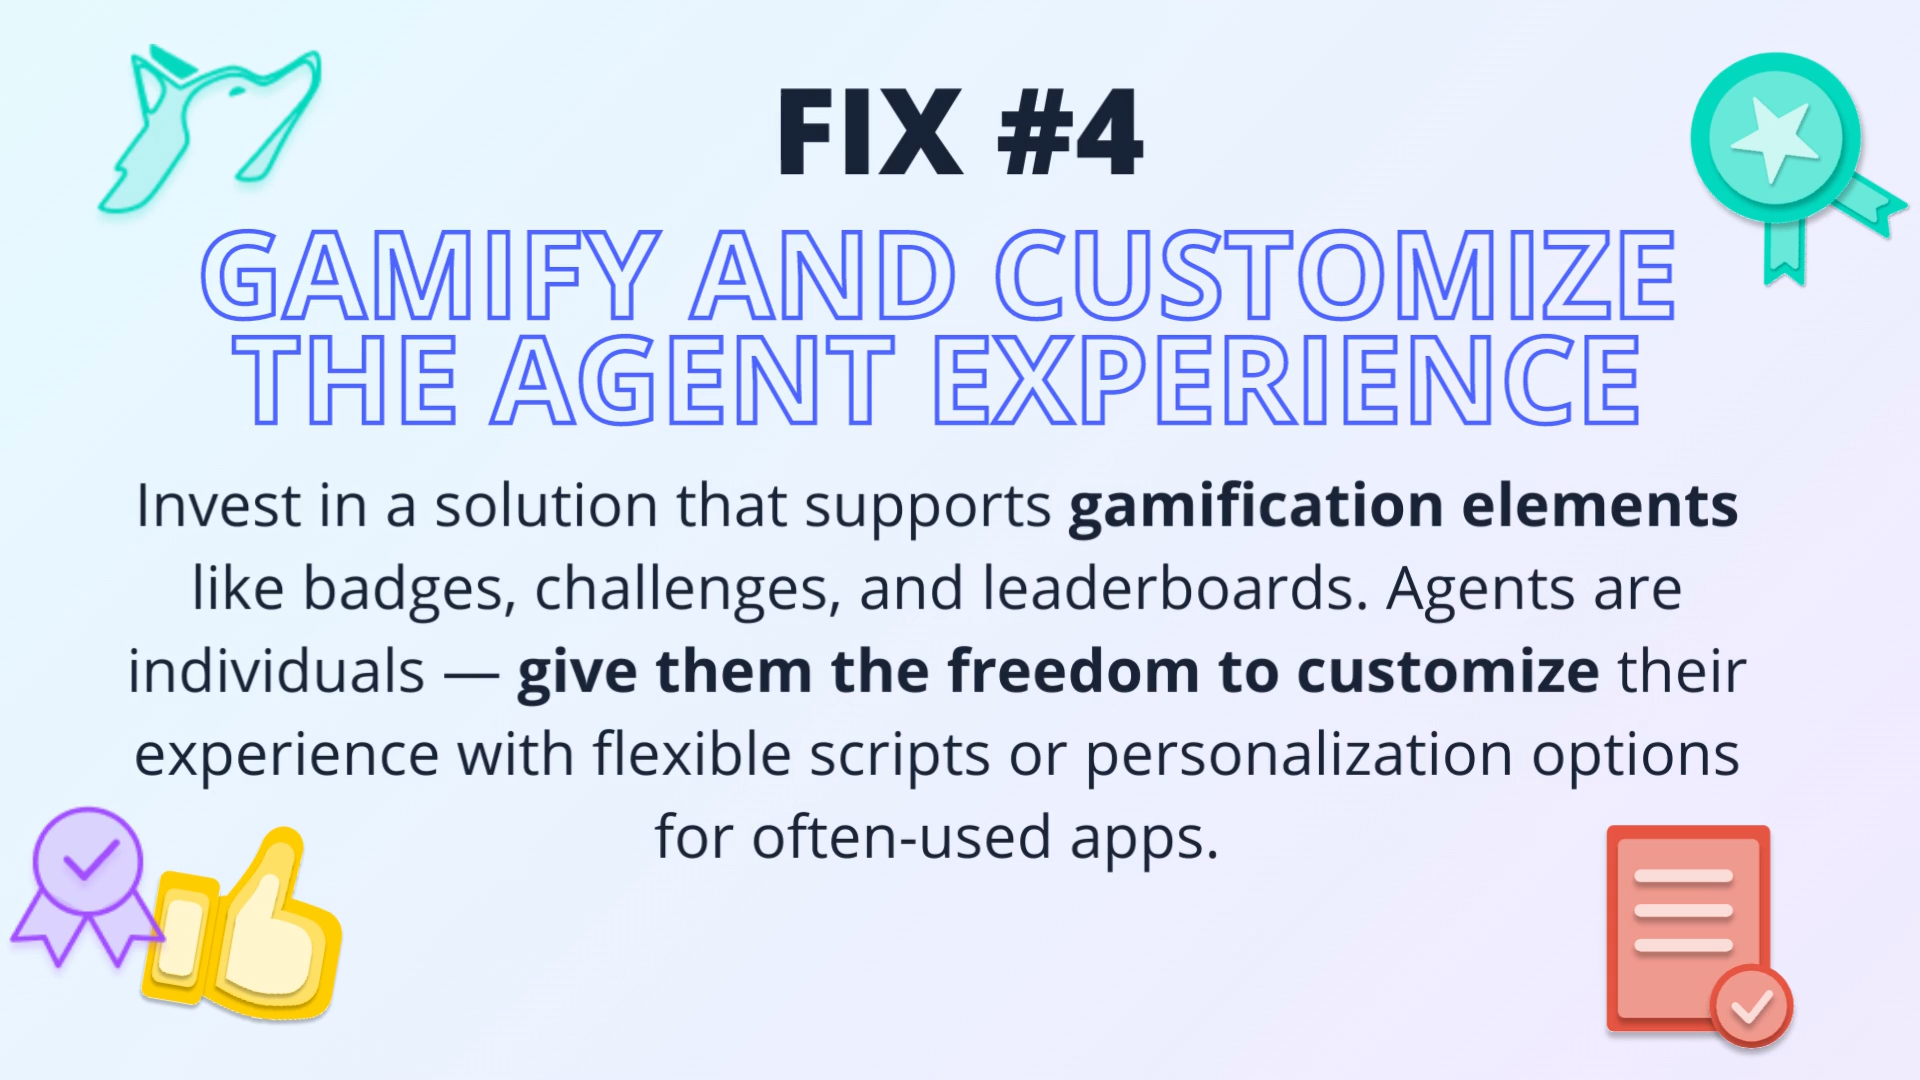 FIX #4
GAMIFY AND CUSTOMIZE
THE AGENT EXPERIENCE
Invest in a solution that supports gamification elements
like badges, challenges, and leaderboards. Agents are
individuals — give them the freedom to customize their
experience with flexible scripts or personalization options
for often-used apps.